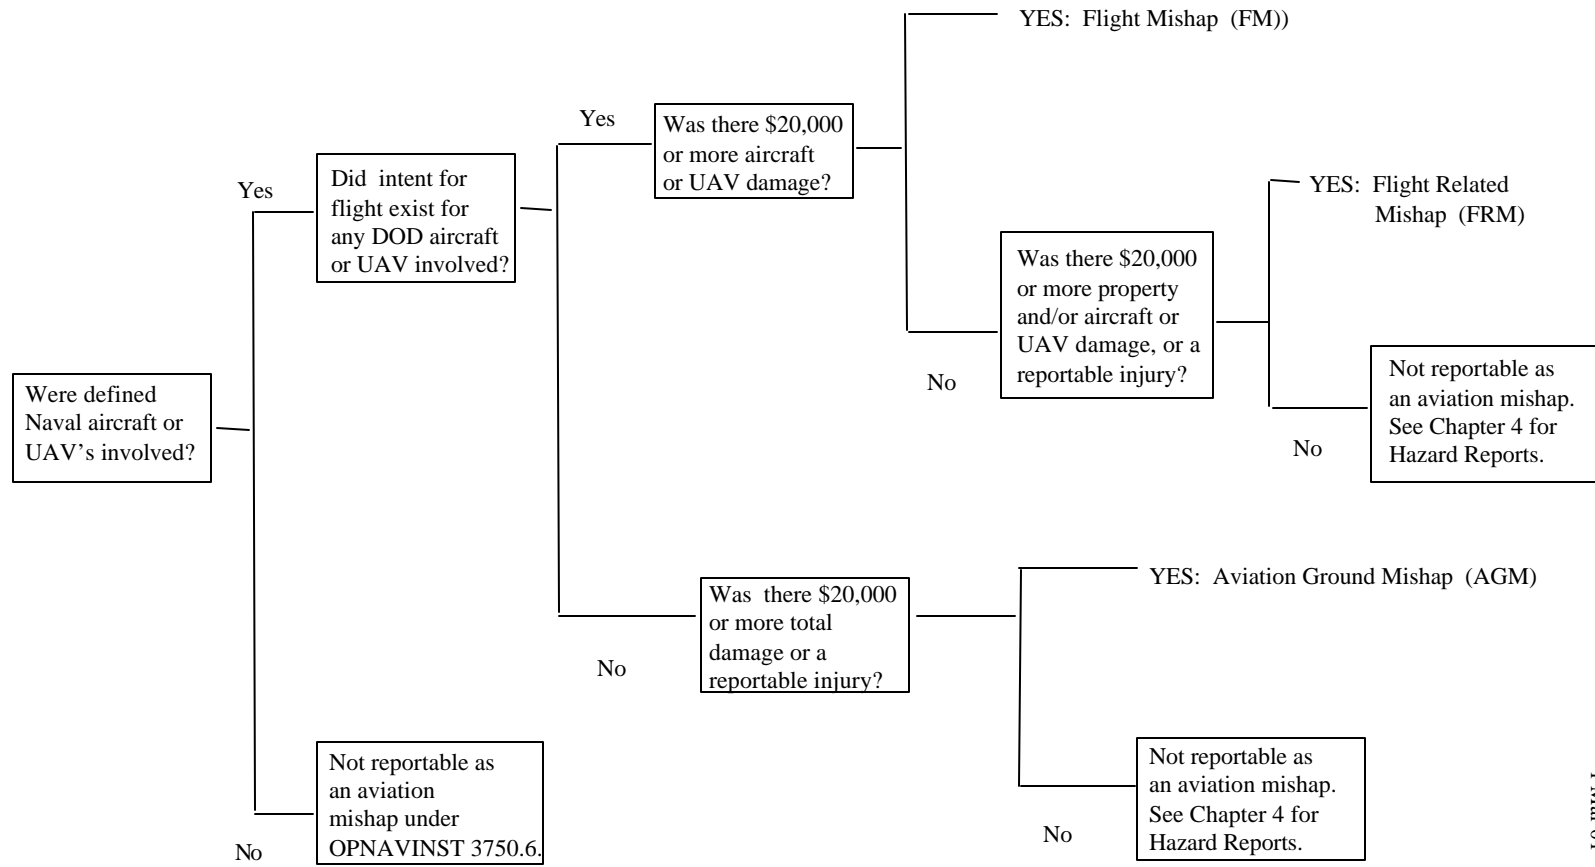 YES: Flight Mishap (FM))
Yes
Was there $20,000
or more aircraft
or UAV damage?
Yes
Did intent for
flight exist for
any DOD aircraft
or UAV involved?
YES: Flight Related
Mishap (FRM)
Was there $20,000
or more property
and/or aircraft or
UAV damage, or a
reportable injury?
No
Not reportable as
an aviation mishap.
See Chapter 4 for
Hazard Reports.
No
Were defined
Naval aircraft or
UAV’s involved?
YES: Aviation Ground Mishap (AGM)
Was there $20,000
or more total
damage or a
reportable injury?
No
Not reportable as
an aviation mishap.
See Chapter 4 for
Hazard Reports.
No
Not reportable as
an aviation
mishap under
OPNAVINST 3750.6.
No